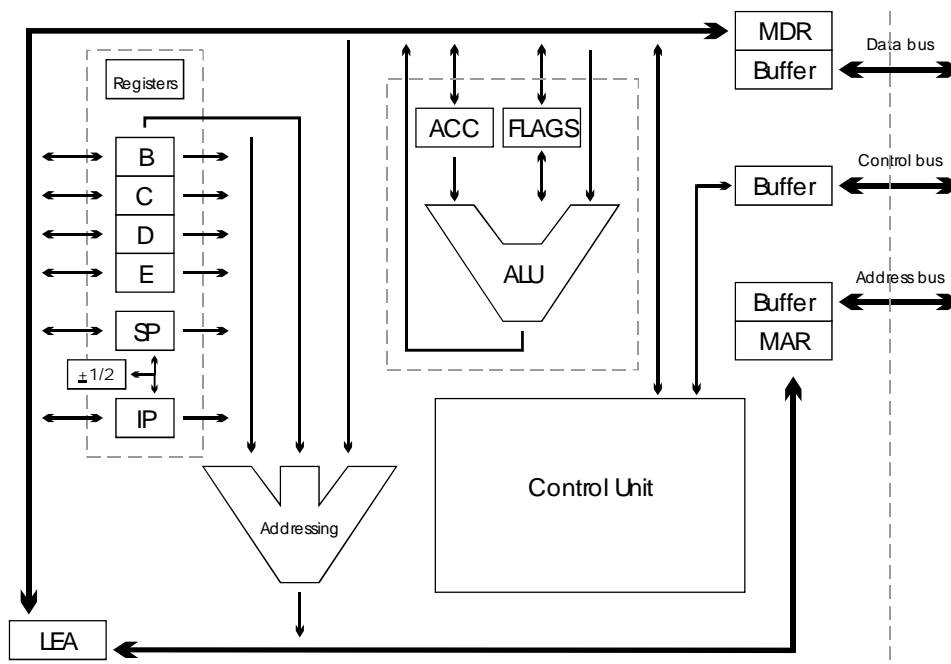 MDR
Data bus
Buffer
Registers
ACC
FLAGS
B
Control bus
Buffer
C
D
ALU
E
Address bus
Buffer
SP
MAR
±1/2
IP
Control Unit
Addressing
LEA